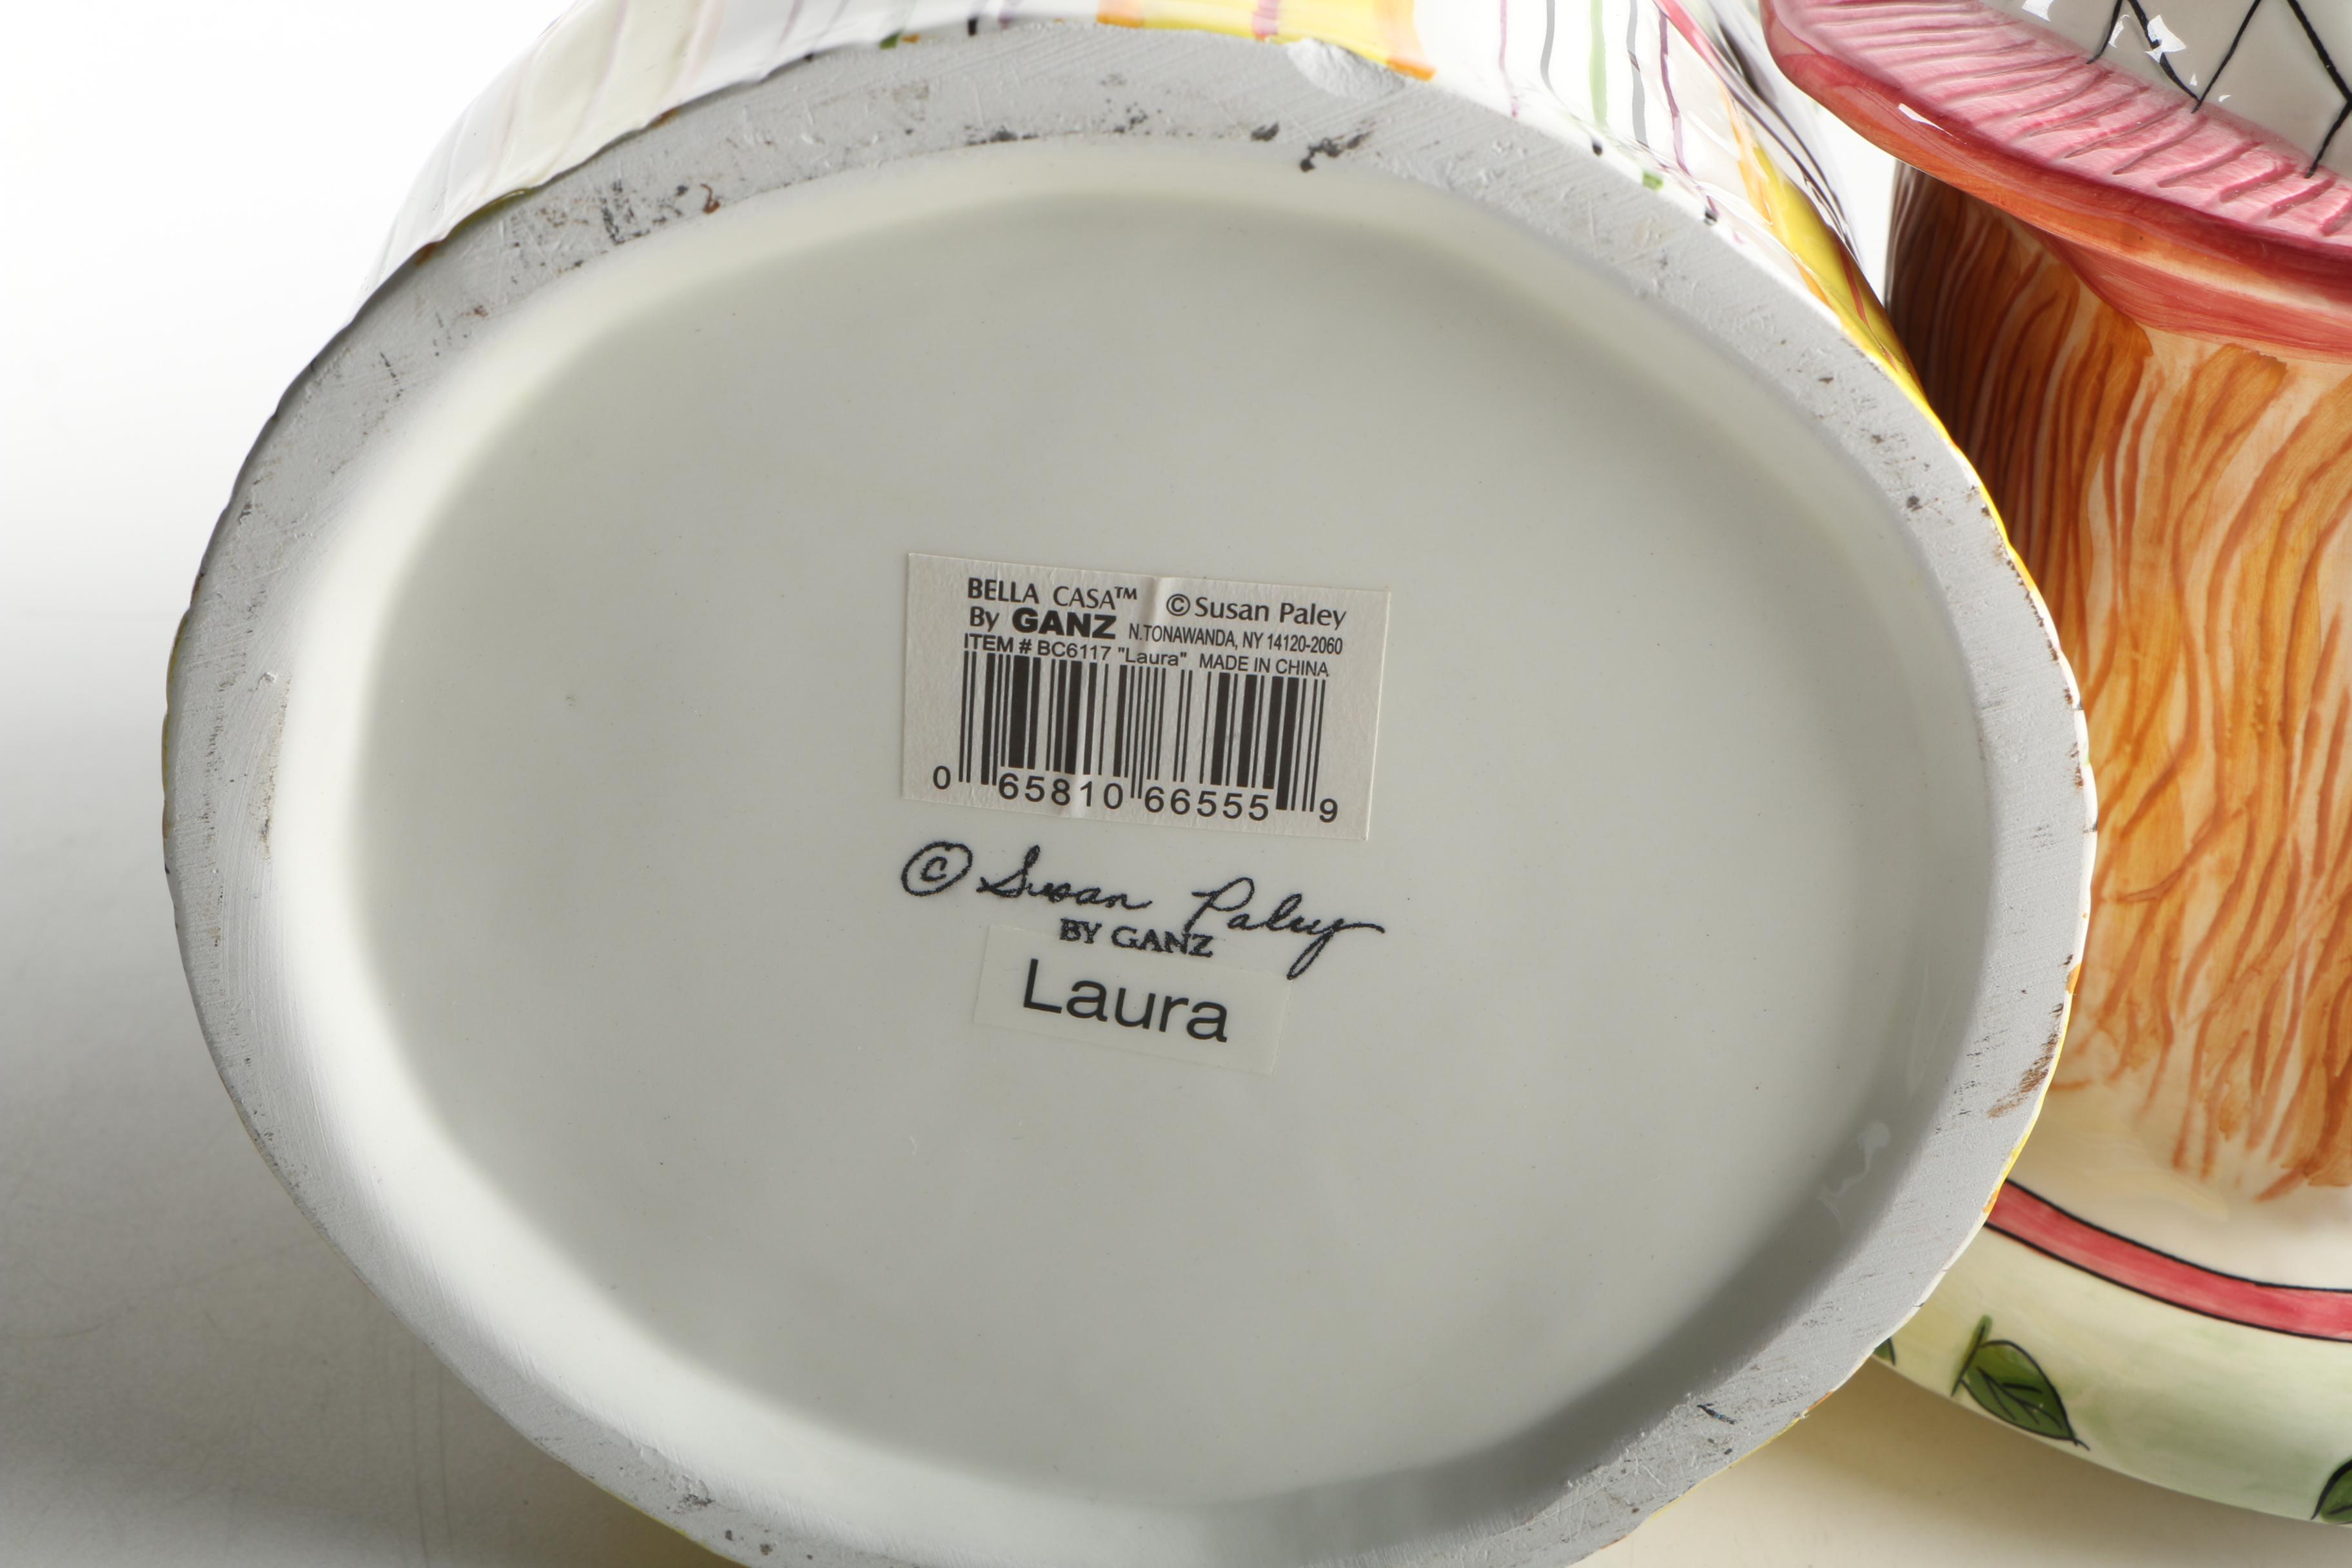 BELLA CASA™ © Susan Paley
By GANZ N.TONAWANDA, NY 14120-2060
ITEM # BC6117 "Laura" MADE IN CHINA
0 65810 66555 9
© Susan Paley
BY GANZ
Laura